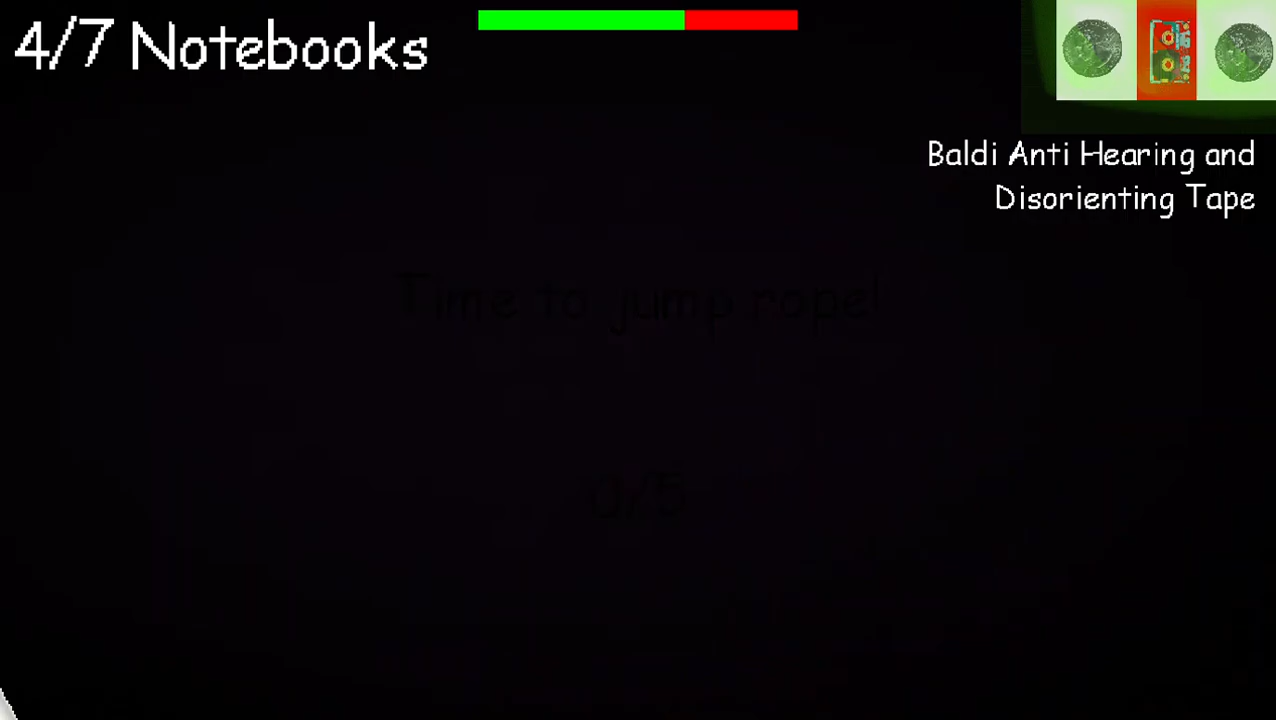 4/7 Notebooks
Baldi Anti Hearing and
Disorienting Tape
Time to jump rope!
0/5